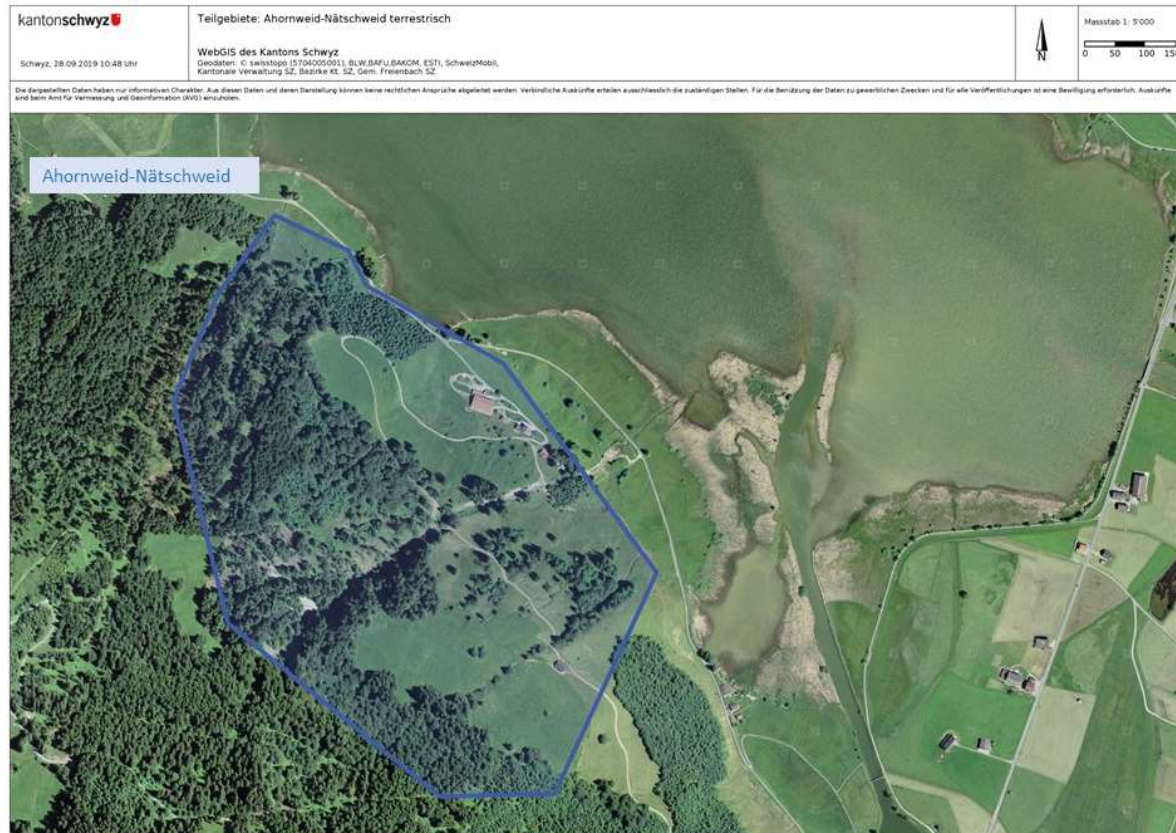 kantonschwyz
Schwyz, 28.09.2019 10:48 Uhr
Teilgebiete: Ahornweid-Nätschweid terrestrisch
WebGIS des Kantons Schwyz
Geodaten: © swisstopo (5704005001), BLW,BAFU,BAKOM, ESTI, SchweizMobil,
Kantonale Verwaltung SZ, Bezirke Kt. SZ, Gem. Freienbach SZ
N
Massstab 1: 5'000
0 50 100 150
Die dargestellten Daten haben nur informativen Charakter. Aus diesen Daten und deren Darstellung können keine rechtlichen Ansprüche abgeleitet werden. Verbindliche Auskünfte erteilen ausschliesslich die zuständigen Stellen. Für die Benützung der Daten zu gewerblichen Zwecken und für alle Veröffentlichungen ist eine Bewilligung erforderlich. Auskünfte
sind beim Amt für Vermessung und Geoinformation (AVG) einzuholen.
Ahornweid-Nätschweid